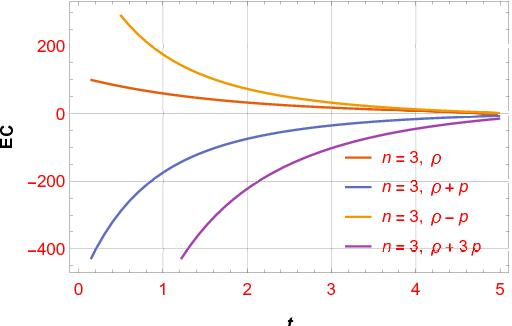 EC
200
0
−200
−400
n = 3, ρ
n = 3, ρ + p
n = 3, ρ − p
n = 3, ρ + 3 p
0 1 2 3 4 5
t